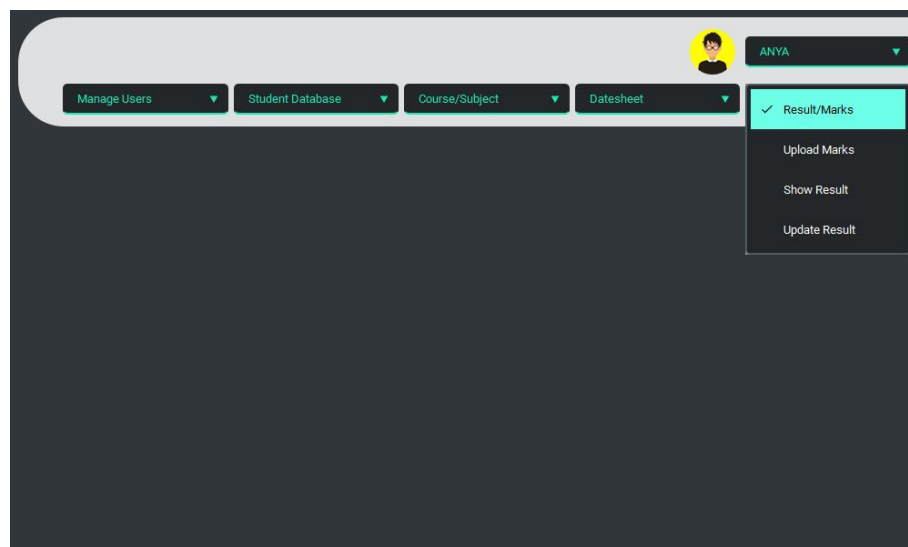 ANYA
Manage Users
Student Database
Course/Subject
Datesheet
Result/Marks
Upload Marks
Show Result
Update Result